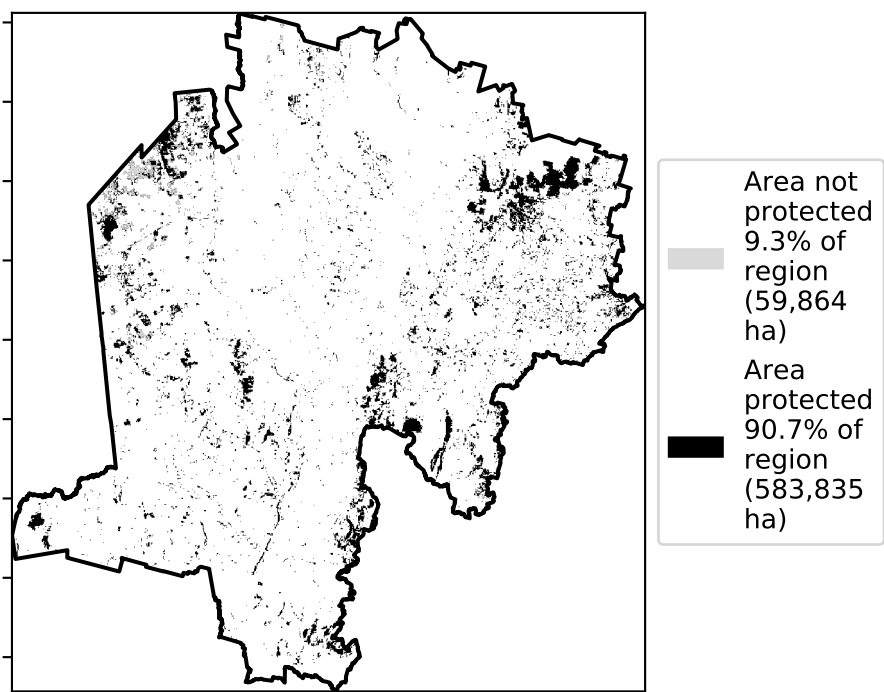 Area not
protected
9.3% of
region
(59,864
ha)
Area
protected
90.7% of
region
(583,835
ha)